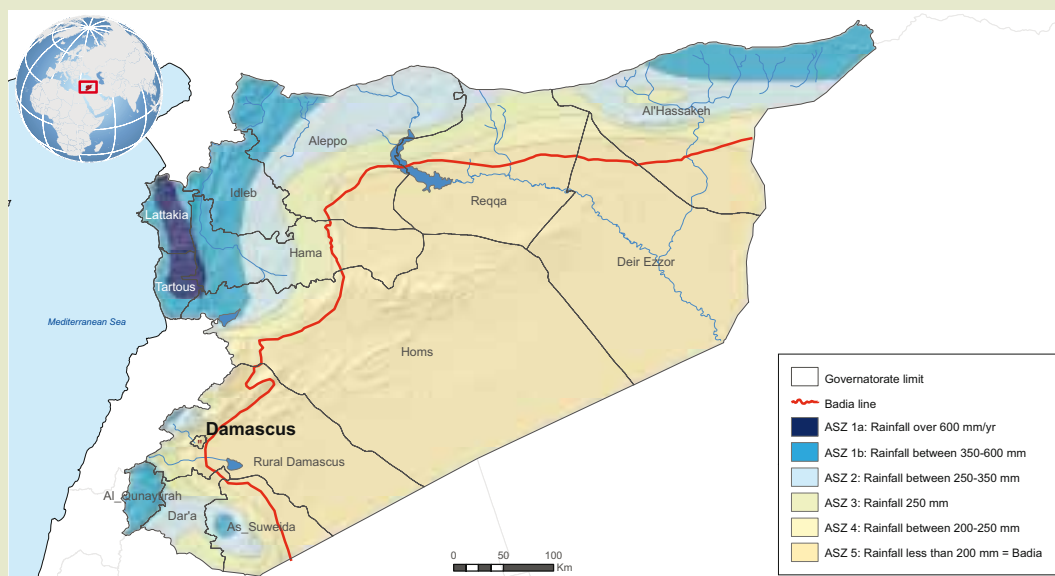 Al'Hassakeh
Aleppo
Idleb
Reqqa
Lattakia
Hama
Deir Ezzor
Tartous
Mediterranean Sea
Homs
Damascus
Rural Damascus
Al_Qunaytirah
Dar'a
As_Suweida
0 50 100
Km
Governatorate limit
Badia line
ASZ 1a: Rainfall over 600 mm/yr
ASZ 1b: Rainfall between 350-600 mm
ASZ 2: Rainfall between 250-350 mm
ASZ 3: Rainfall 250 mm
ASZ 4: Rainfall between 200-250 mm
ASZ 5: Rainfall less than 200 mm = Badia